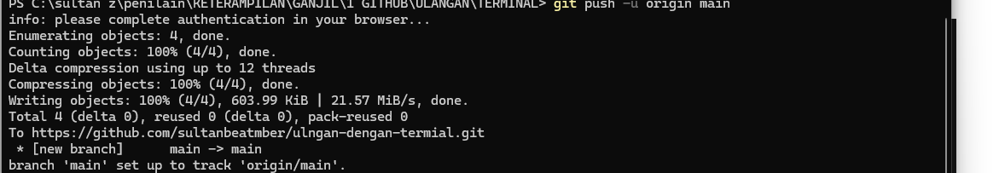 PS C:\sultan z\penilain\KETERAMPILAN\GANJIL\1 GITHUB\ULANGAN\TERMINAL> git push -u origin main
info: please complete authentication in your browser...
Enumerating objects: 4, done.
Counting objects: 100% (4/4), done.
Delta compression using up to 12 threads
Compressing objects: 100% (4/4), done.
Writing objects: 100% (4/4), 603.99 KiB | 21.57 MiB/s, done.
Total 4 (delta 0), reused 0 (delta 0), pack-reused 0
To https://github.com/sultanbeatmber/ulngan-dengan-termial.git
 * [new branch]      main -> main
branch 'main' set up to track 'origin/main'.